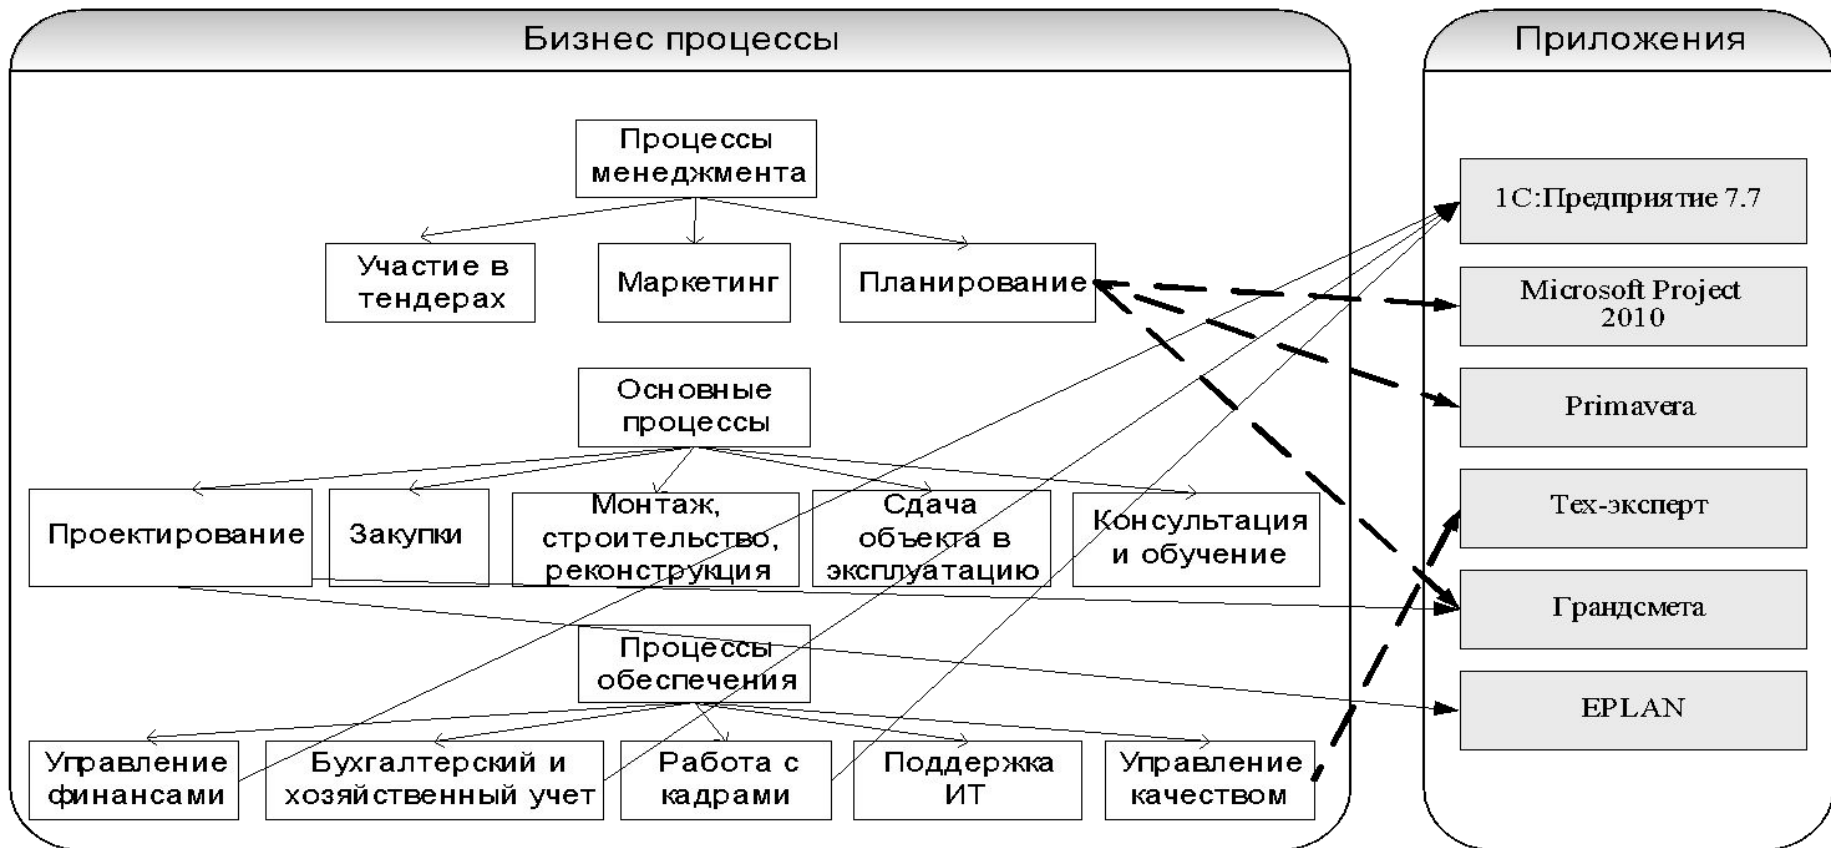 Бизнес процессы
Приложения
Процессы
менеджмента
Участие в
тендерах
Маркетинг
Планирование
Основные
процессы
Проектирование
Закупки
Монтаж,
строительство,
реконструкция
Сдача
объекта в
эксплуатацию
Консультация
и обучение
Процессы
обеспечения
Управление
финансами
Бухгалтерский и
хозяйственный учет
Работа с
кадрами
Поддержка
ИТ
Управление
качеством
1С:Предприятие 7.7
Microsoft Project
2010
Primavera
Тех-эксперт
Грандсмета
EPLAN